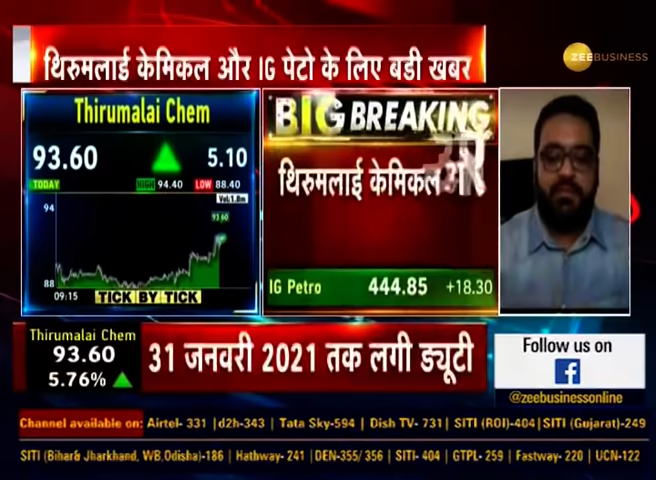 थिरुमलाई केमिकल और IG पेटो के लिए बडी खबर
ZEE BUSINESS
Thirumalai Chem
93.60 5.10
TODAY HIGH 94.40 LOW 88.40
Vol:1.8m
94
93.60
88
09:15 TICK BY TICK
BIG BREAKING
थिरुमलाई केमिकल और
IG Petro 444.85 +18.30
Thirumalai Chem
93.60
5.76%
31 जनवरी 2021 तक लगी ड्यूटी
Follow us on
f
@zeebusinessonline
Channel available on: Airtel- 331 |d2h-343 | Tata Sky-594 | Dish TV- 731| SITI (ROI)-404|SITI (Gujarat)-249
SITI (Bihar& Jharkhand, WB,Odisha)-186 | Hathway- 241 |DEN-355/ 356 | SITI- 404 | GTPL- 259 | Fastway- 220 | UCN-122